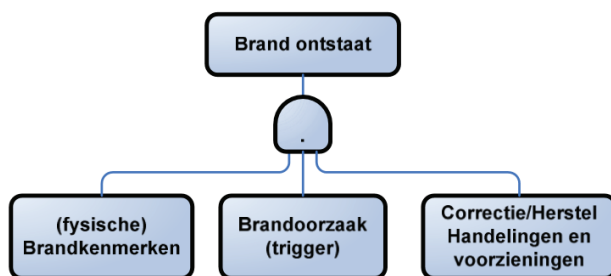 Brand ontstaat
.
(fysische)
Brandkenmerken
Brandoorzaak
(trigger)
Correctie/Herstel
Handelingen en
voorzieningen